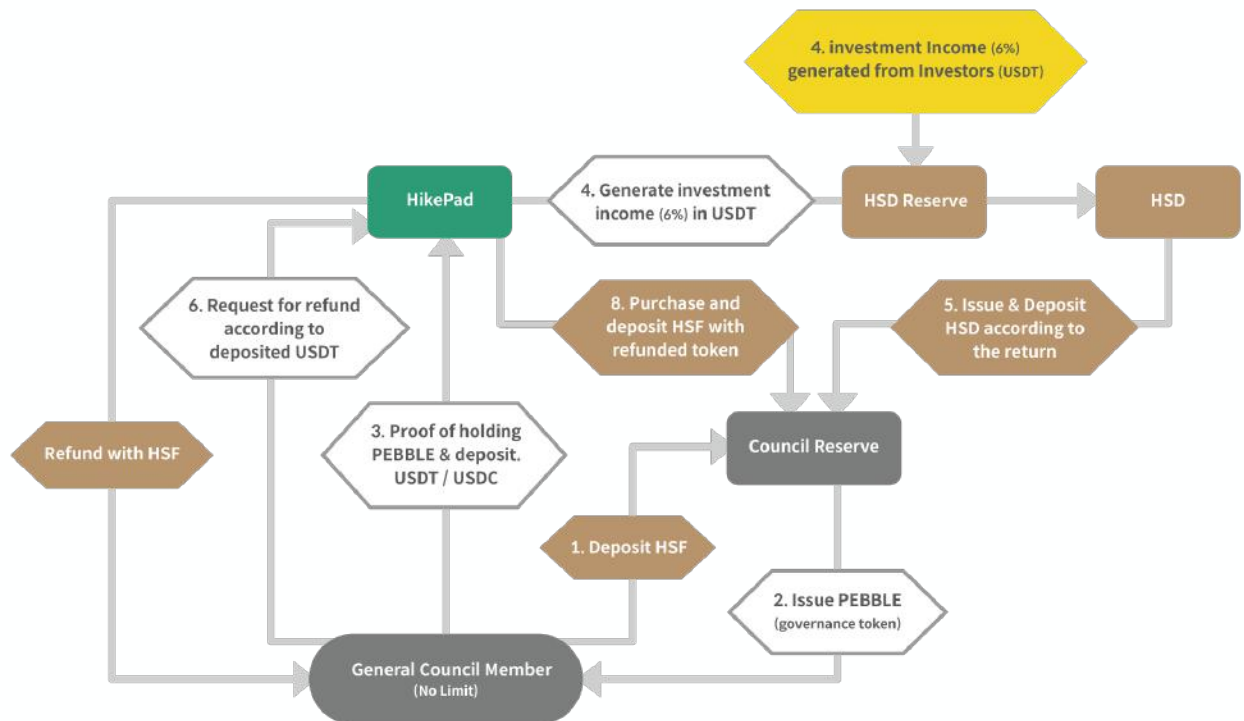 4. investment Income (6%)
generated from Investors (USDT)
HikePad
4. Generate investment
income (6%) in USDT
HSD Reserve
HSD
6. Request for refund
according to
deposited USDT
8. Purchase and
deposit HSF with
refunded token
5. Issue & Deposit
HSD according to
the return
Refund with HSF
3. Proof of holding
PEBBLE & deposit.
USDT / USDC
Council Reserve
1. Deposit HSF
2. Issue PEBBLE
(governance token)
General Council Member
(No Limit)